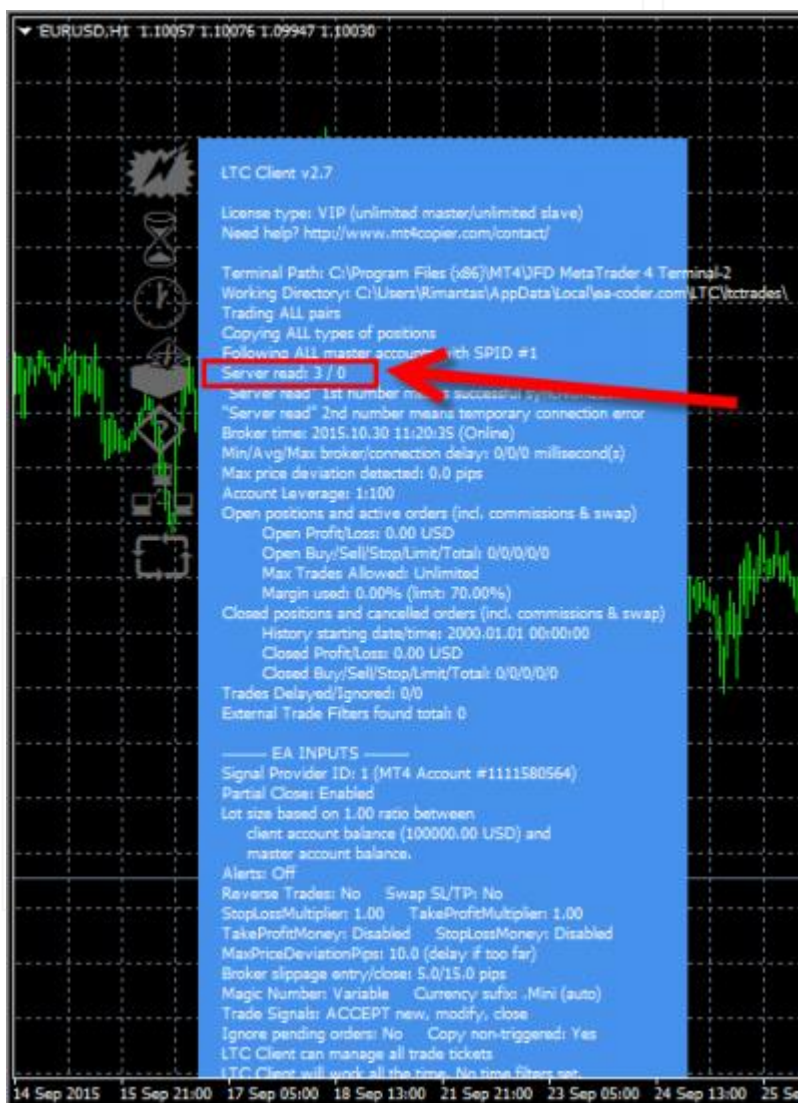 EURUSD,H1 1.10057 1.10076 1.09947 1.10030
LTC Client v2.7
License type: VIP (unlimited master/unlimited slave)
Need help? http://www.mt4copier.com/contact/
Terminal Path: C:\Program Files (x86)\MT4\JFD MetaTrader 4 Terminal-2
Working Directory: C:\Users\Rimantas\AppData\Local\ea-coder.com\LTC\ltctrades\
Trading ALL pairs
Copying ALL types of positions
Following ALL master accounts with SPID #1
Server read: 3 / 0
"Server read" 1st number means successful
"Server read" 2nd number means temporary connection error
Broker time: 2015.10.30 11:20:35 (Online)
Min/Avg/Max broker/connection delay: 0/0/0 millisecond(s)
Max price deviation detected: 0.0 pips
Account Leverage: 1:100
Open positions and active orders (incl. commissions & swap)
Open Profit/Loss: 0.00 USD
Open Buy/Sell/Stop/Limit/Total: 0/0/0/0/0
Max Trades Allowed: Unlimited
Margin used: 0.00% (limit: 70.00%)
Closed positions and cancelled orders (incl. commissions & swap)
History starting date/time: 2000.01.01 00:00:00
Closed Profit/Loss: 0.00 USD
Closed Buy/Sell/Stop/Limit/Total: 0/0/0/0/0
Trades Delayed/Ignored: 0/0
External Trade Filters found total: 0
—— EA INPUTS ——
Signal Provider ID: 1 (MT4 Account #1111580564)
Partial Close: Enabled
Lot size based on 1.00 ratio between
client account balance (100000.00 USD) and
master account balance.
Alerts: Off
Reverse Trades: No Swap SL/TP: No
StopLossMultiplier: 1.00 TakeProfitMultiplier: 1.00
TakeProfitMoney: Disabled StopLossMoney: Disabled
MaxPriceDeviationPips: 10.0 (delay if too far)
Broker slippage entry/close: 5.0/15.0 pips
Magic Number: Variable Currency sufix: .Mini (auto)
Trade Signals: ACCEPT new, modify, close
Ignore pending orders: No Copy non-triggered: Yes
LTC Client can manage all trade tickets
LTC Client will work all the time. No time filters set.
14 Sep 2015 15 Sep 21:00 17 Sep 05:00 18 Sep 13:00 21 Sep 21:00 23 Sep 05:00 24 Sep 13:00 25 Se